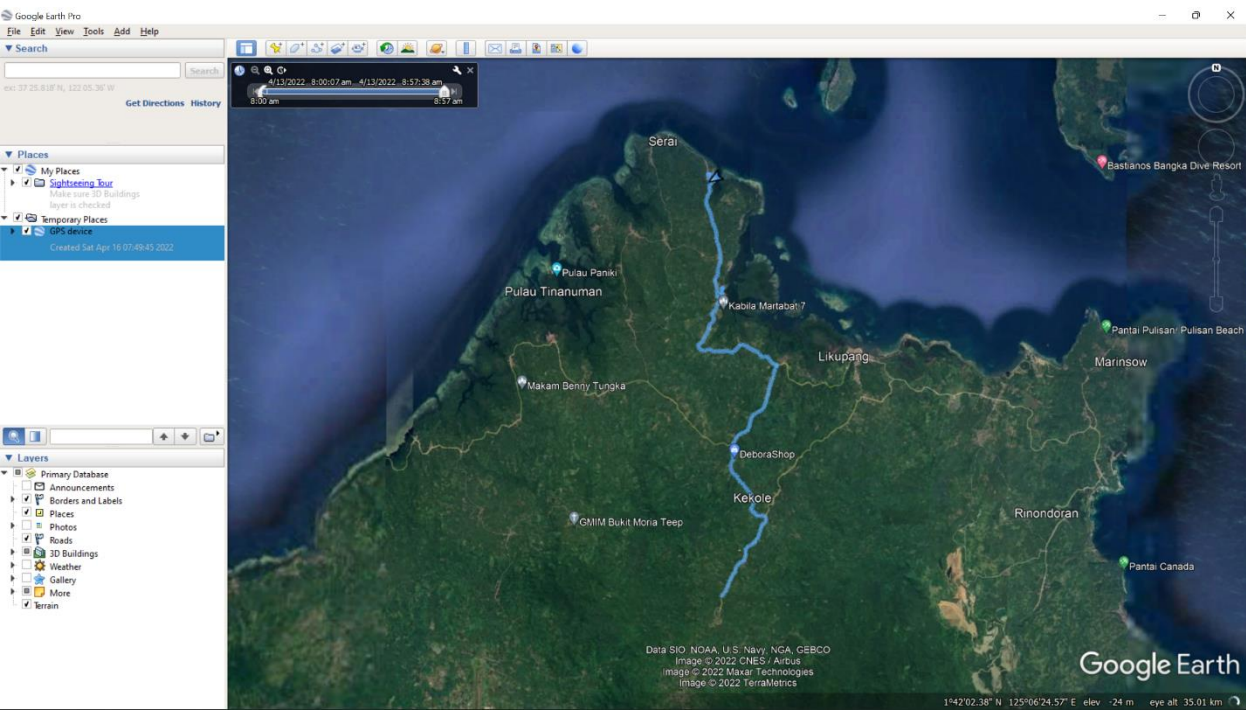 Google Earth Pro
File Edit View Tools Add Help
Search
Search
ex: 37 25.818' N, 122 05.36' W
Get Directions History
Places
My Places
Sightseeing Tour
Make sure 3D Buildings
layer is checked
Temporary Places
GPS device
Created Sat Apr 16 07:49:45 2022
Layers
Primary Database
Announcements
Borders and Labels
Places
Photos
Roads
3D Buildings
Weather
Gallery
More
Terrain
4/13/2022 8:00:07 am 4/13/2022 8:57:38 am
8:00 am 8:57 am
N
Serai
Bastianos Bangka Dive Resort
Pulau Paniki
Pulau Tinanuman
Kabila Martabat 7
Pantai Pulisan/ Pulisan Beach
Likupang
Marinsow
Makam Benny Tungka
DeboraShop
Kekole
Rinondoran
GMIM Bukit Moria Teep
Pantai Canada
Data SIO, NOAA, U.S. Navy, NGA, GEBCO
Image © 2022 CNES / Airbus
Image © 2022 Maxar Technologies
Image © 2022 TerraMetrics
Google Earth
1°42'02.38" N 125°06'24.57" E elev -24 m eye alt 35.01 km